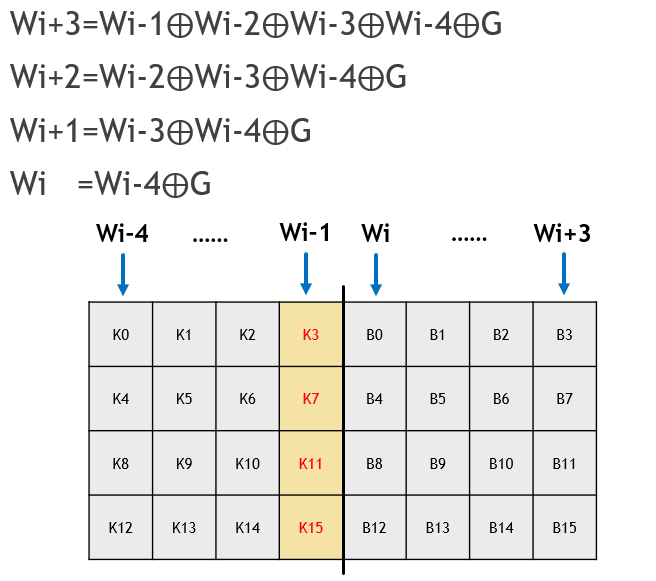 Wi+3=Wi-1⊕Wi-2⊕Wi-3⊕Wi-4⊕G
Wi+2=Wi-2⊕Wi-3⊕Wi-4⊕G
Wi+1=Wi-3⊕Wi-4⊕G
Wi =Wi-4⊕G
Wi-4 ...... Wi-1 Wi ...... Wi+3
K0 K1 K2 K3 B0 B1 B2 B3
K4 K5 K6 K7 B4 B5 B6 B7
K8 K9 K10 K11 B8 B9 B10 B11
K12 K13 K14 K15 B12 B13 B14 B15